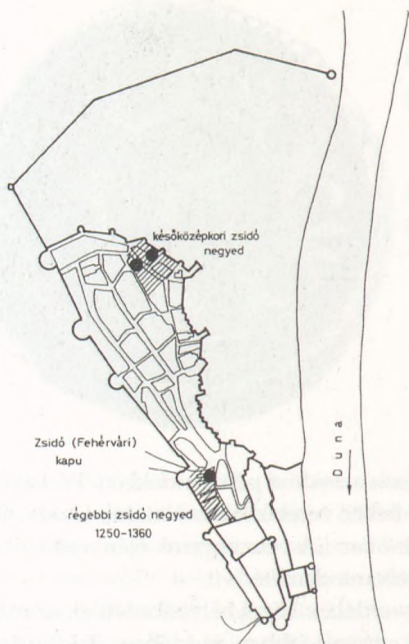 későközépkori zsidó
negyed
Zsidó (Fehérvári)
kapu
régebbi zsidó negyed
1250-1360
Duna